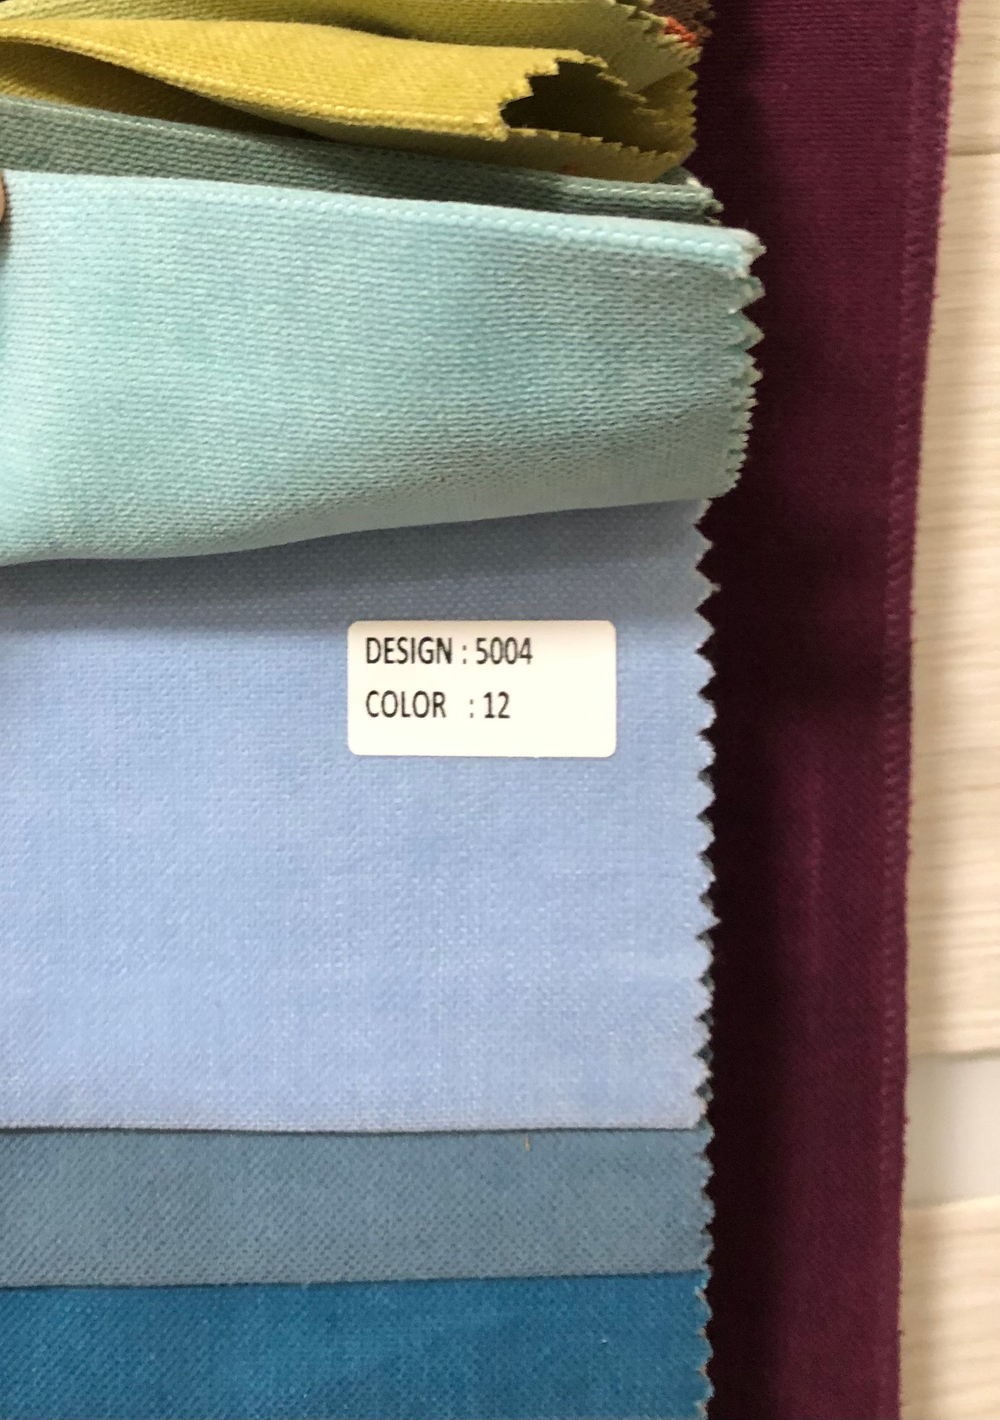 DESIGN : 5004
COLOR : 12